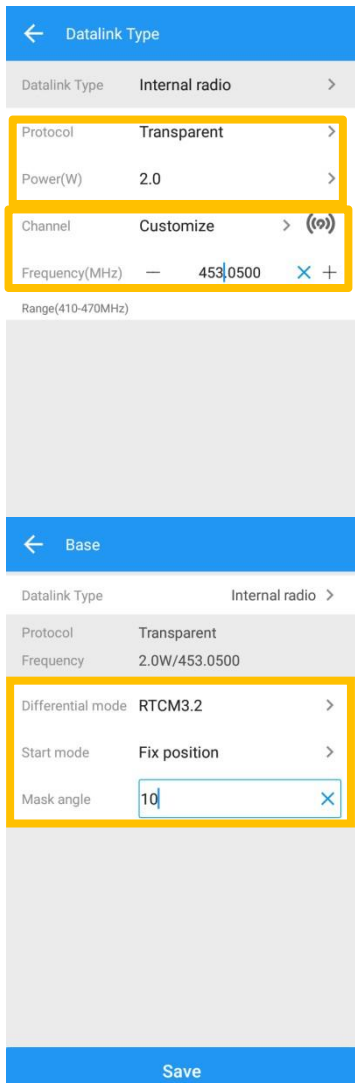 Datalink Type
Datalink Type Internal radio
Protocol Transparent
Power(W) 2.0
Channel Customize
Frequency(MHz) — 453.0500 × +
Range(410-470MHz)
Base
Datalink Type Internal radio
Protocol Transparent
Frequency 2.0W/453.0500
Differential mode RTCM3.2
Start mode Fix position
Mask angle 10
Save